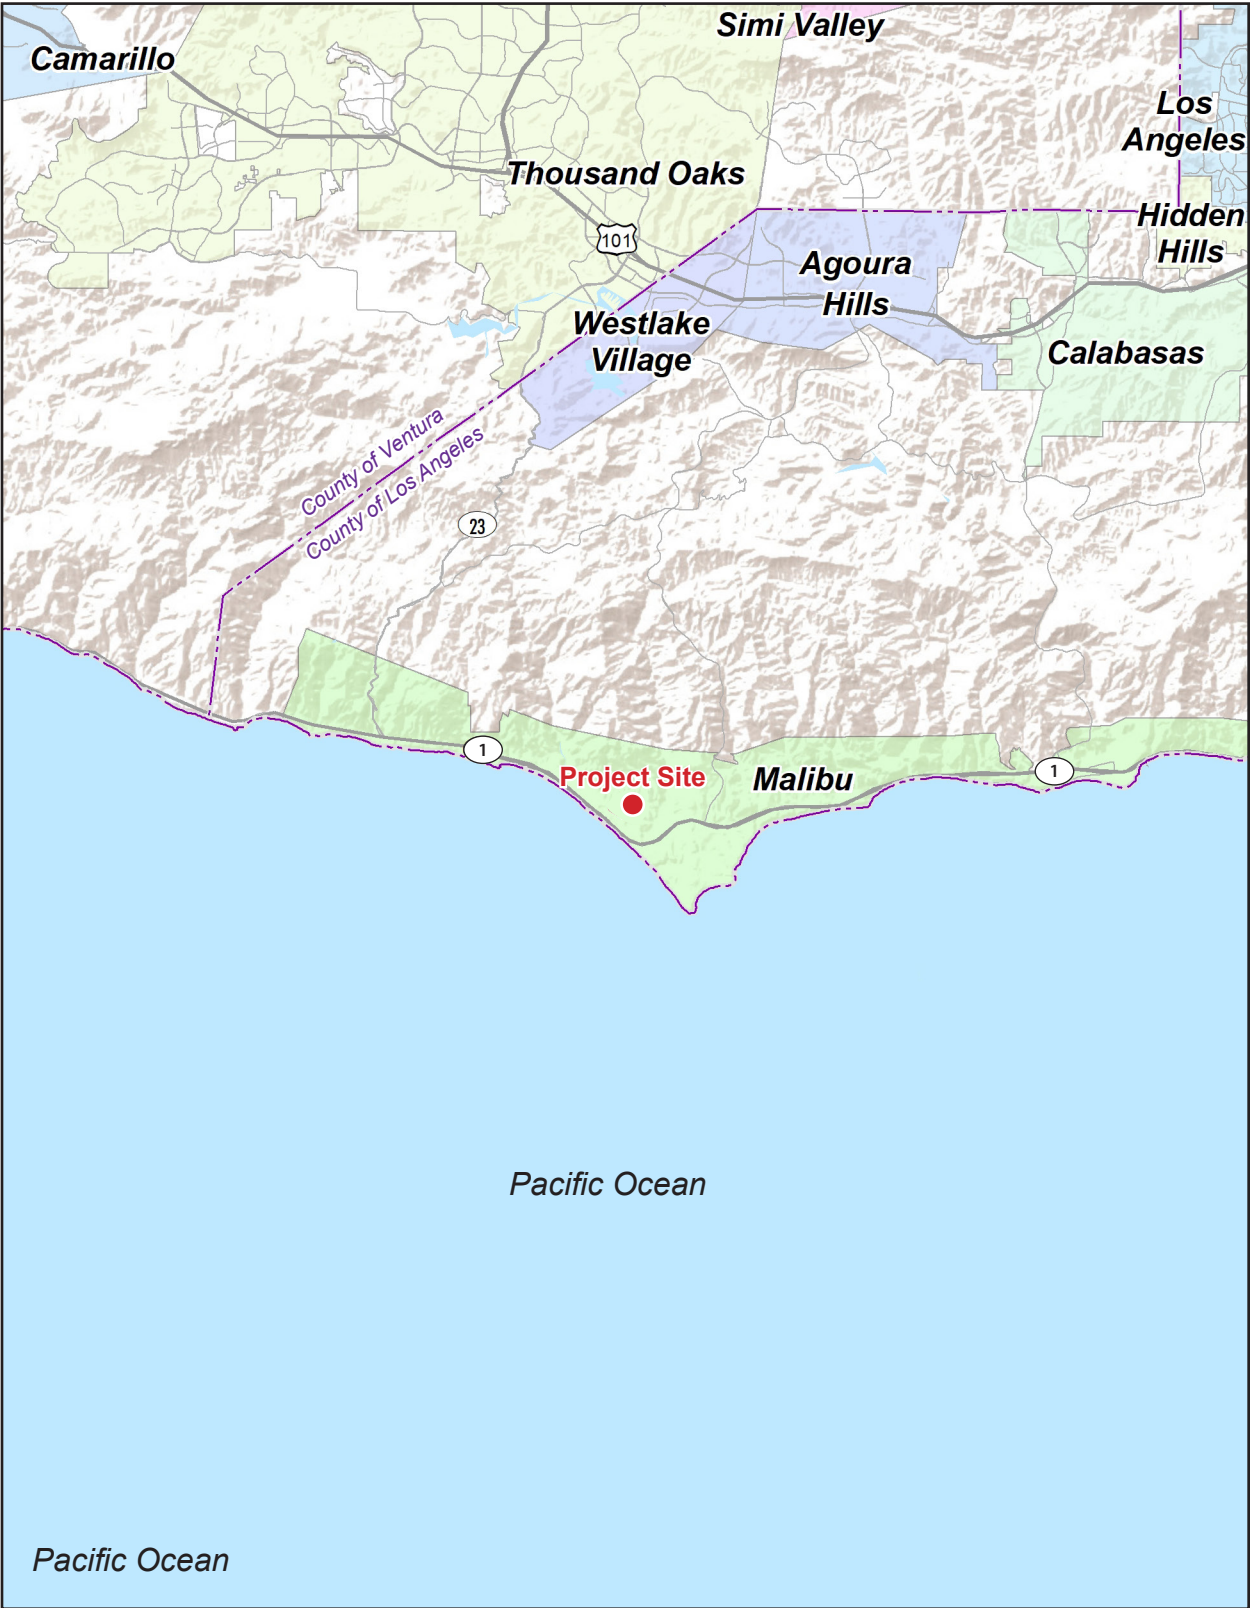 Simi Valley
Camarillo
Los
Angeles
Thousand Oaks
Hidden
Hills
101
Agoura
Hills
Westlake
Village
Calabasas
County of Ventura
County of Los Angeles
23
1
Project Site
Malibu
1
Pacific Ocean
Pacific Ocean